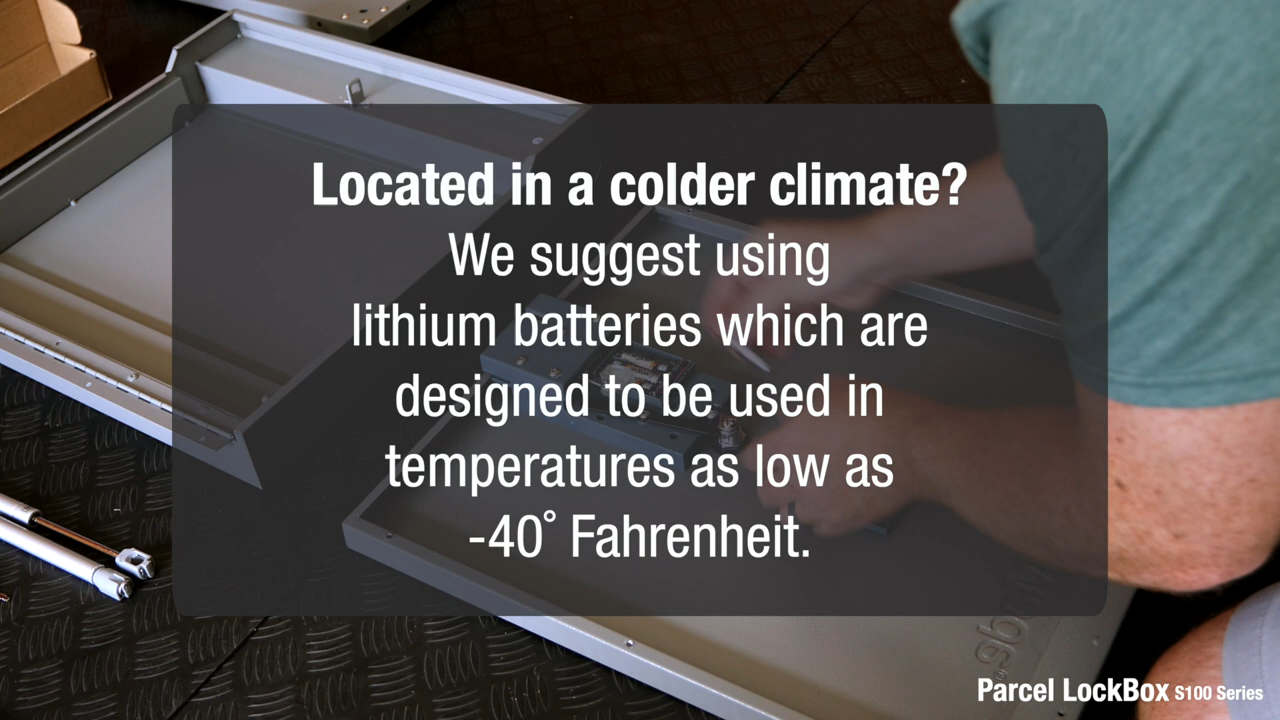 Located in a colder climate?
We suggest using
lithium batteries which are
designed to be used in
temperatures as low as
-40° Fahrenheit.
Parcel LockBox S100 Series